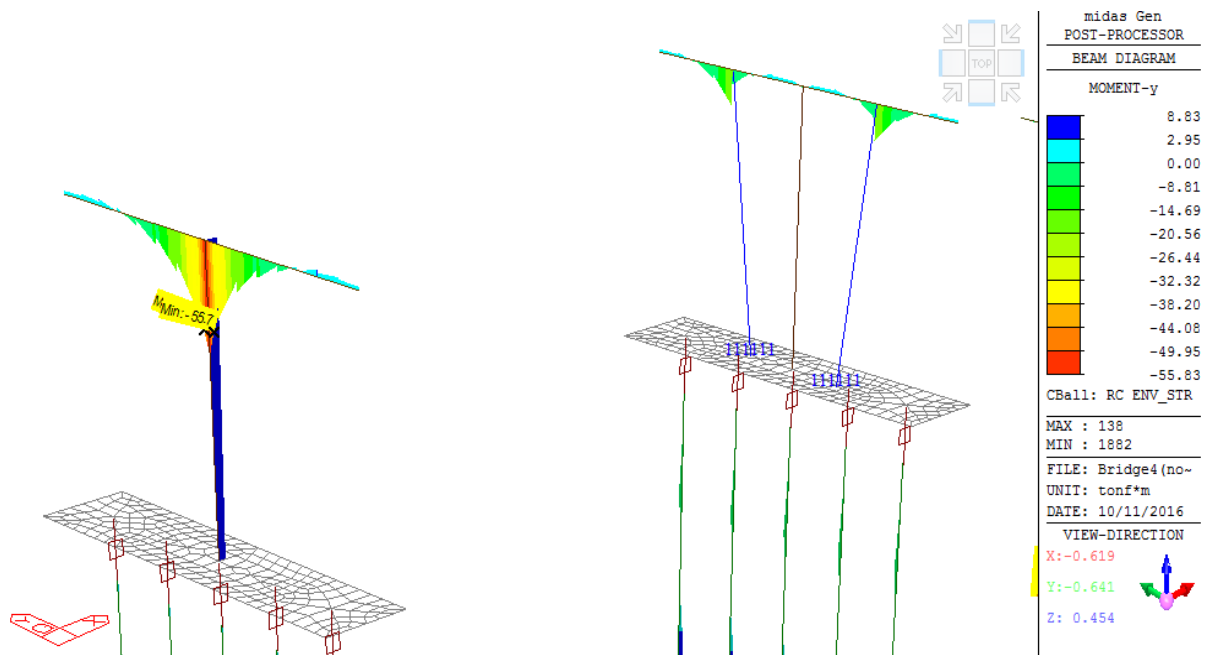 midas Gen
POST-PROCESSOR
BEAM DIAGRAM
MOMENT-y
8.83
2.95
0.00
-8.81
-14.69
-20.56
-26.44
-32.32
-38.20
-44.08
-49.95
-55.83
CBall: RC ENV_STR
MAX : 138
MIN : 1882
FILE: Bridge4(no~
UNIT: tonf*m
DATE: 10/11/2016
VIEW-DIRECTION
X:-0.619
Y:-0.641
Z: 0.454
TOP
Min:-55.7